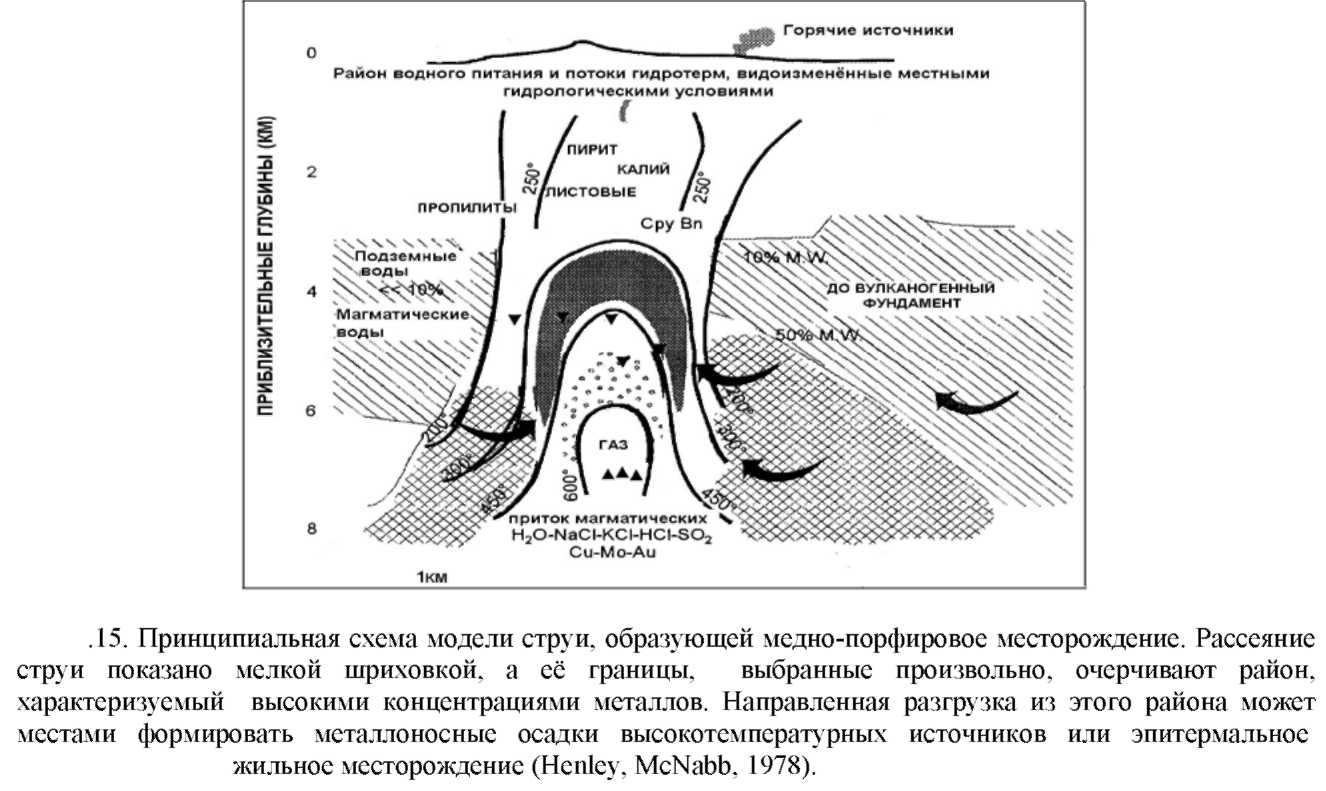 Горячие источники
0
Район водного питания и потоки гидротерм, видоизменённые местными
гидрологическими условиями
ПРИБЛИЗИТЕЛЬНЫЕ ГЛУБИНЫ (КМ)
2
4
6
8
ПИРИТ
КАЛИЙ
250°
ЛИСТОВЫЕ
250°
ПРОПИЛИТЫ
Cpy Bn
Подземные
воды
<< 10%
Магматические
воды
10% M.W.
ДО ВУЛКАНОГЕННЫЙ
ФУНДАМЕНТ
50% M.W.
200°
300°
450°
600°
ГАЗ
200°
300°
450°
приток магматических
H₂O-NaCl-KCl-HCl-SO₂
Cu-Mo-Au
1км
.15. Принципиальная схема модели струи, образующей медно-порфировое месторождение. Рассеяние
струи показано мелкой шриховкой, а её границы, выбранные произвольно, очерчивают район,
характеризуемый высокими концентрациями металлов. Направленная разгрузка из этого района может
местами формировать металлоносные осадки высокотемпературных источников или эпитермальное
жильное месторождение (Henley, McNabb, 1978).